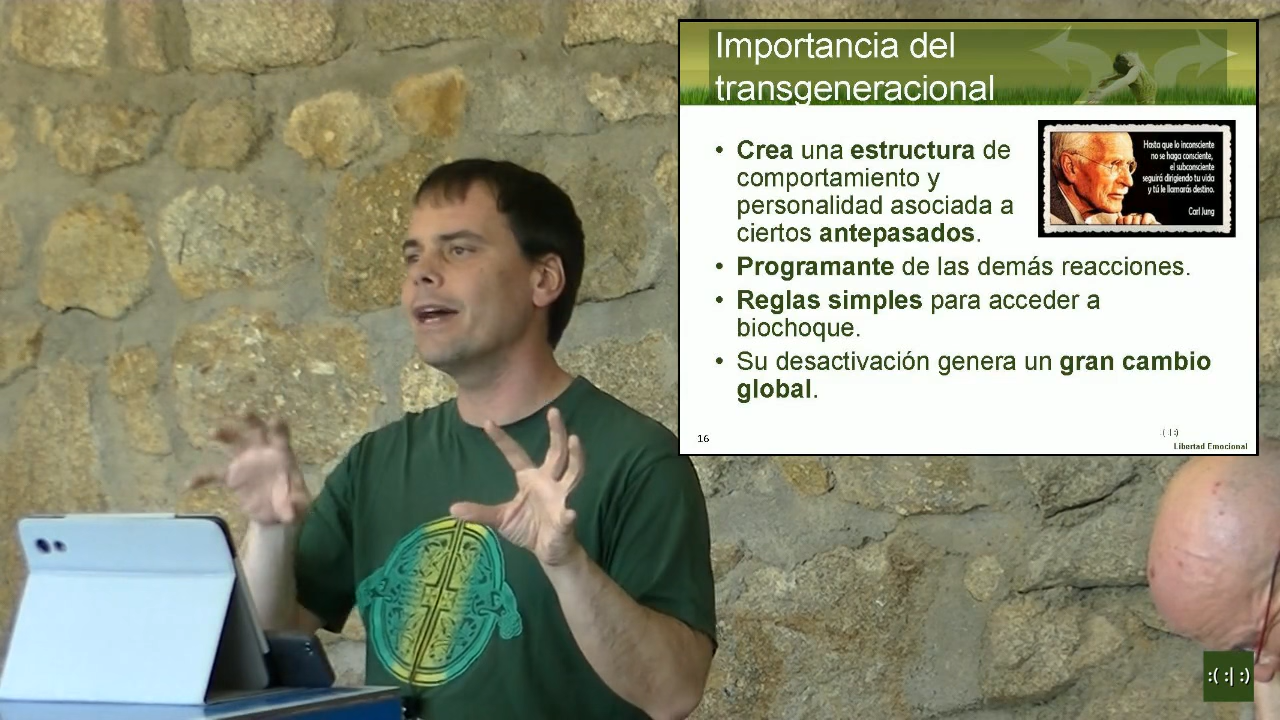 Importancia del
transgeneracional
• Crea una estructura de
comportamiento y
personalidad asociada a
ciertos antepasados.
• Programante de las demás reacciones.
• Reglas simples para acceder a
biochoque.
• Su desactivación genera un gran cambio
global.
Hasta que lo inconsciente
no se haga consciente,
el subconsciente
seguirá dirigiendo tu vida
y tú le llamarás destino.
Carl Jung
16
:( :| :)
Libertad Emocional
:( :| :)